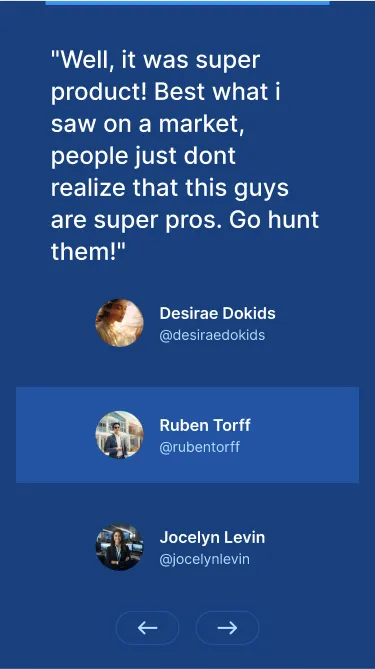 "Well, it was super
product! Best what i
saw on a market,
people just dont
realize that this guys
are super pros. Go hunt
them!"
Desirae Dokids
@desiraedokids
Ruben Torff
@rubentorff
Jocelyn Levin
@jocelynlevin